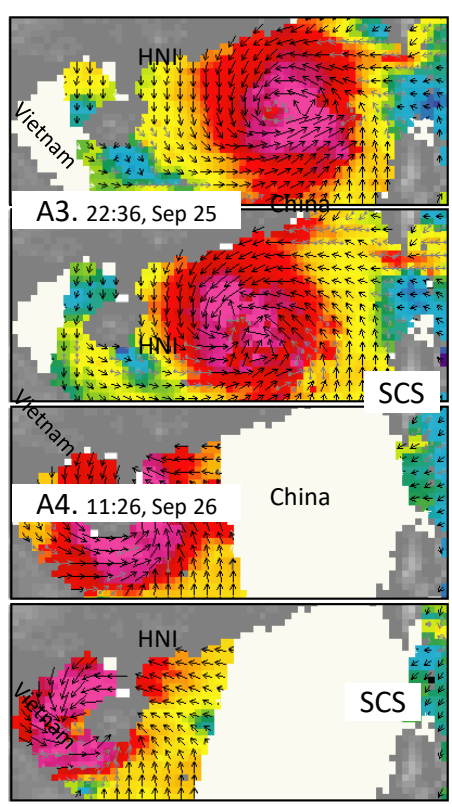 HNI
Vietnam
A3. 22:36, Sep 25
China
HNI
SCS
Vietnam
A4. 11:26, Sep 26
China
HNI
Vietnam
SCS